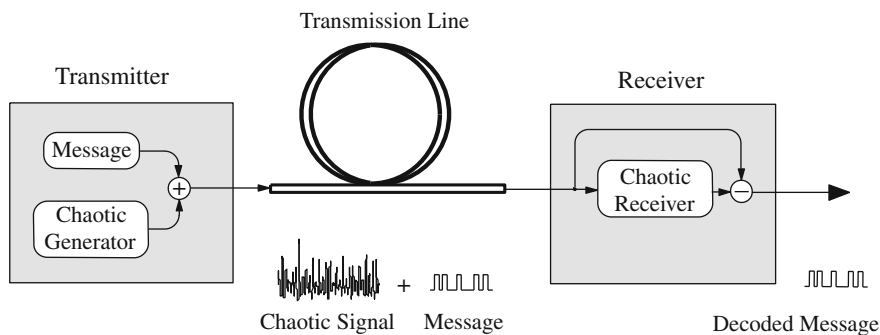 Transmission Line
Transmitter
Receiver
Message
+
Chaotic
Generator
Chaotic
Receiver
−
+
Chaotic Signal
Message
Decoded Message